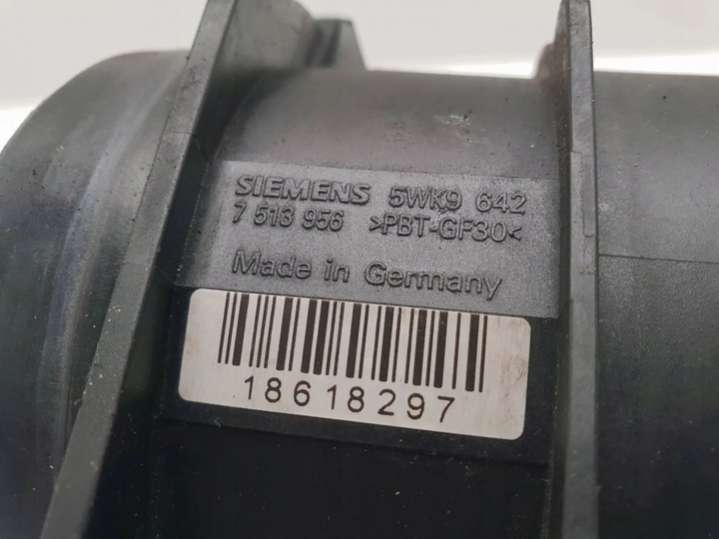 SIEMENS 5WK9 642
7 513 956 >PBT-GF30<
Made in Germany
18618297